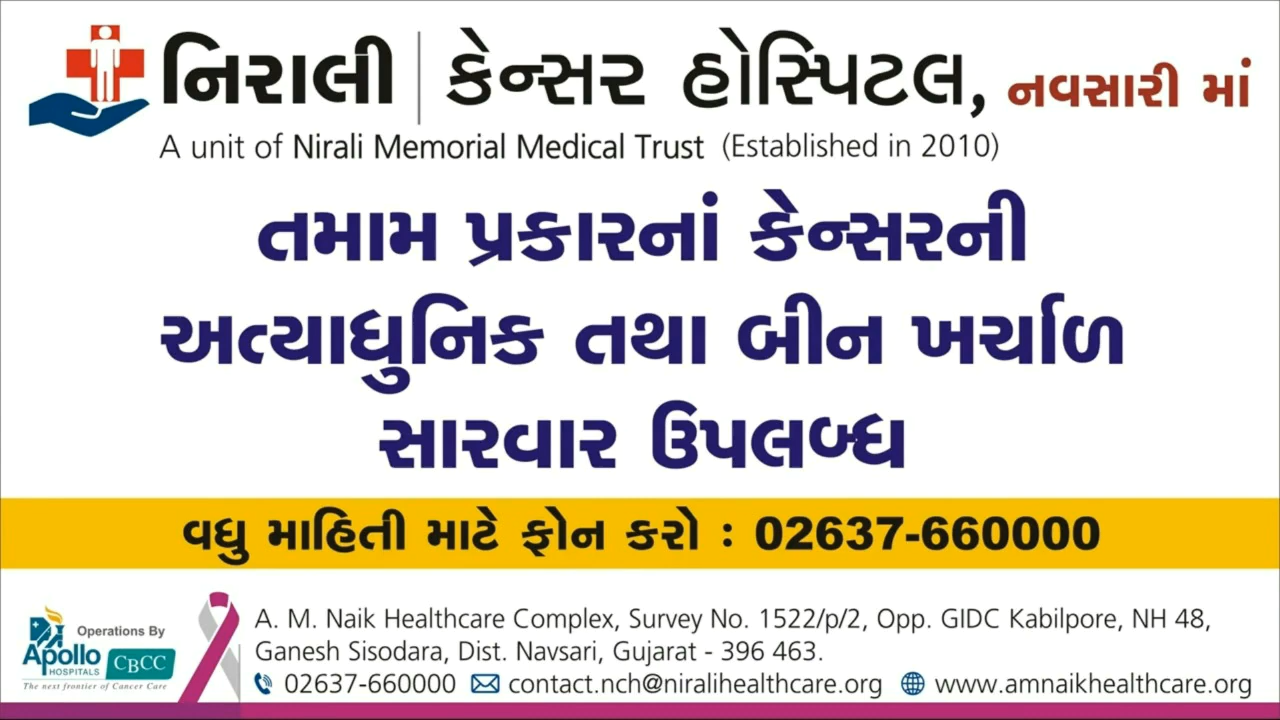 નિરાલી | કેન્સર હોસ્પિટલ, નવસારી માં
A unit of Nirali Memorial Medical Trust (Established in 2010)
તમામ પ્રકારનાં કેન્સરની
અત્યાધુનિક તથા બીન ખર્ચાળ
સારવાર ઉપલબ્ધ
વધુ માહિતી માટે ફોન કરો : 02637-660000
Operations By
Apollo
HOSPITALS
CBCC
The next frontier of Cancer Care
A. M. Naik Healthcare Complex, Survey No. 1522/p/2, Opp. GIDC Kabilpore, NH 48,
Ganesh Sisodara, Dist. Navsari, Gujarat - 396 463.
02637-660000 contact.nch@niralihealthcare.org www.amnaikhealthcare.org